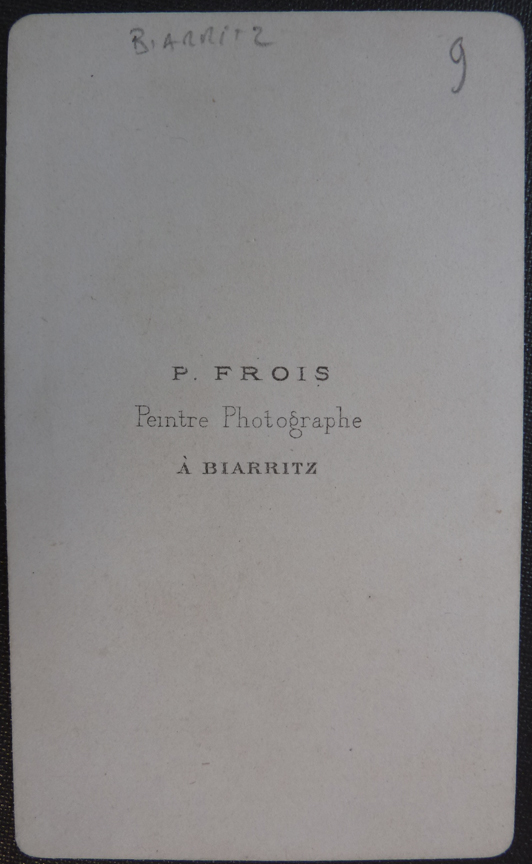 BIARRITZ 9
P. FROIS
Peintre Photographe
À BIARRITZ